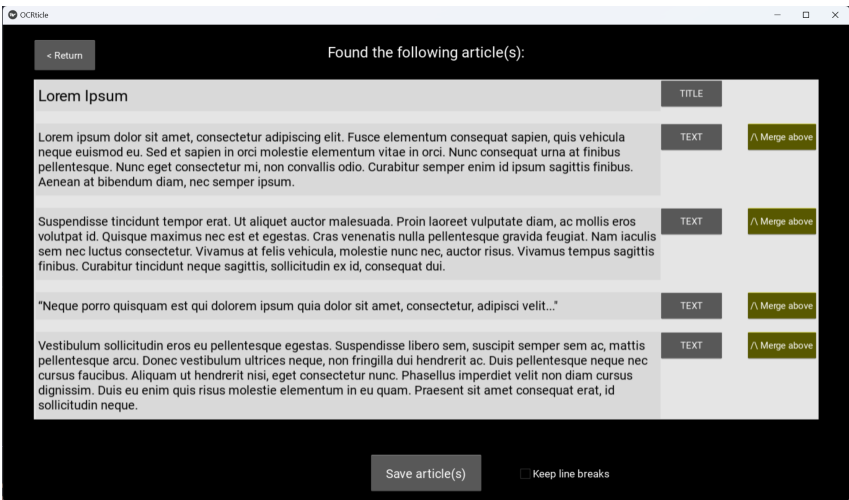 OCRticle
< Return
Found the following article(s):
Lorem Ipsum
TITLE
Lorem ipsum dolor sit amet, consectetur adipiscing elit. Fusce elementum consequat sapien, quis vehicula
neque euismod eu. Sed et sapien in orci molestie elementum vitae in orci. Nunc consequat urna at finibus
pellentesque. Nunc eget consectetur mi, non convallis odio. Curabitur semper enim id ipsum sagittis finibus.
Aenean at bibendum diam, nec semper ipsum.
TEXT
/\ Merge above
Suspendisse tincidunt tempor erat. Ut aliquet auctor malesuada. Proin laoreet vulputate diam, ac mollis eros
volutpat id. Quisque maximus nec est et egestas. Cras venenatis nulla pellentesque gravida feugiat. Nam iaculis
sem nec luctus consectetur. Vivamus at felis vehicula, molestie nunc nec, auctor risus. Vivamus tempus sagittis
finibus. Curabitur tincidunt neque sagittis, sollicitudin ex id, consequat dui.
TEXT
/\ Merge above
“Neque porro quisquam est qui dolorem ipsum quia dolor sit amet, consectetur, adipisci velit..."
TEXT
/\ Merge above
Vestibulum sollicitudin eros eu pellentesque egestas. Suspendisse libero sem, suscipit semper sem ac, mattis
pellentesque arcu. Donec vestibulum ultrices neque, non fringilla dui hendrerit ac. Duis pellentesque neque nec
cursus faucibus. Aliquam ut hendrerit nisi, eget consectetur nunc. Phasellus imperdiet velit non diam cursus
dignissim. Duis eu enim quis risus molestie elementum in eu quam. Praesent sit amet consequat erat, id
sollicitudin neque.
TEXT
/\ Merge above
Save article(s)
Keep line breaks